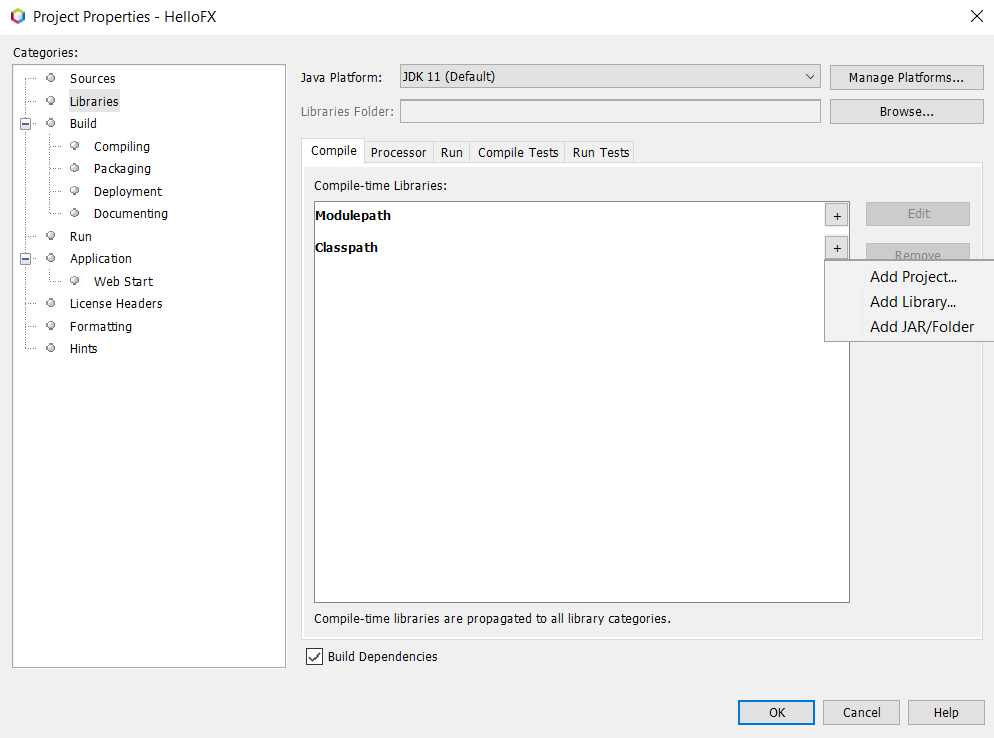 Project Properties - HelloFX
Categories:
Sources
Libraries
Build
Compiling
Packaging
Deployment
Documenting
Run
Application
Web Start
License Headers
Formatting
Hints
Java Platform:
JDK 11 (Default)
Manage Platforms...
Libraries Folder:
Browse...
Compile
Processor
Run
Compile Tests
Run Tests
Compile-time Libraries:
Modulepath
+
Edit
Classpath
+
Remove
Add Project...
Add Library...
Add JAR/Folder
Compile-time libraries are propagated to all library categories.
Build Dependencies
OK
Cancel
Help